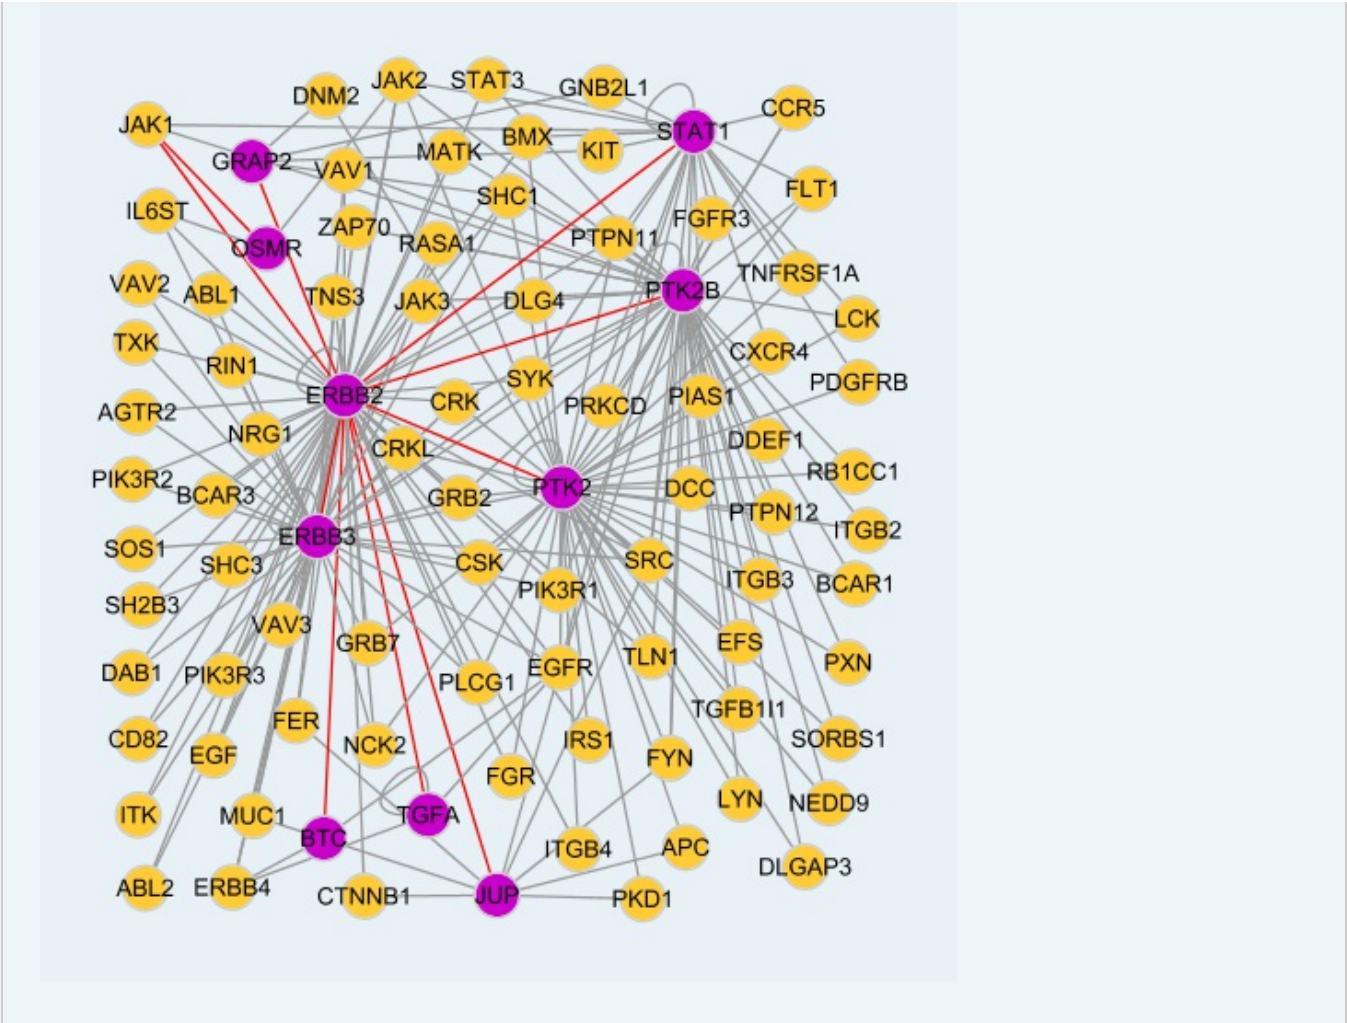 JAK2
STAT3
GNB2L1
DNM2
CCR5
JAK1
STAT1
BMX
KIT
MATK
GRAP2
VAV1
FLT1
SHC1
IL6ST
FGFR3
ZAP70
PTPN11
RASA1
OSMR
TNFRSF1A
VAV2
ABL1
TNS3
JAK3
DLG4
PTK2B
LCK
TXK
CXCR4
RIN1
SYK
PDGFRB
ERBB2
CRK
PRKCD
PIAS1
AGTR2
NRG1
DDEF1
CRKL
RB1CC1
PIK3R2
BCAR3
GRB2
PTK2
DCC
PTPN12
ITGB2
ERBB3
SOS1
SHC3
CSK
SRC
ITGB3
BCAR1
PIK3R1
SH2B3
VAV3
GRB7
EFS
TLN1
PXN
DAB1
PIK3R3
PLCG1
EGFR
TGFB1I1
FER
CD82
EGF
NCK2
IRS1
SORBS1
FYN
FGR
LYN
NEDD9
ITK
MUC1
TGFA
BTC
ITGB4
APC
DLGAP3
ABL2
ERBB4
CTNNB1
JUP
PKD1